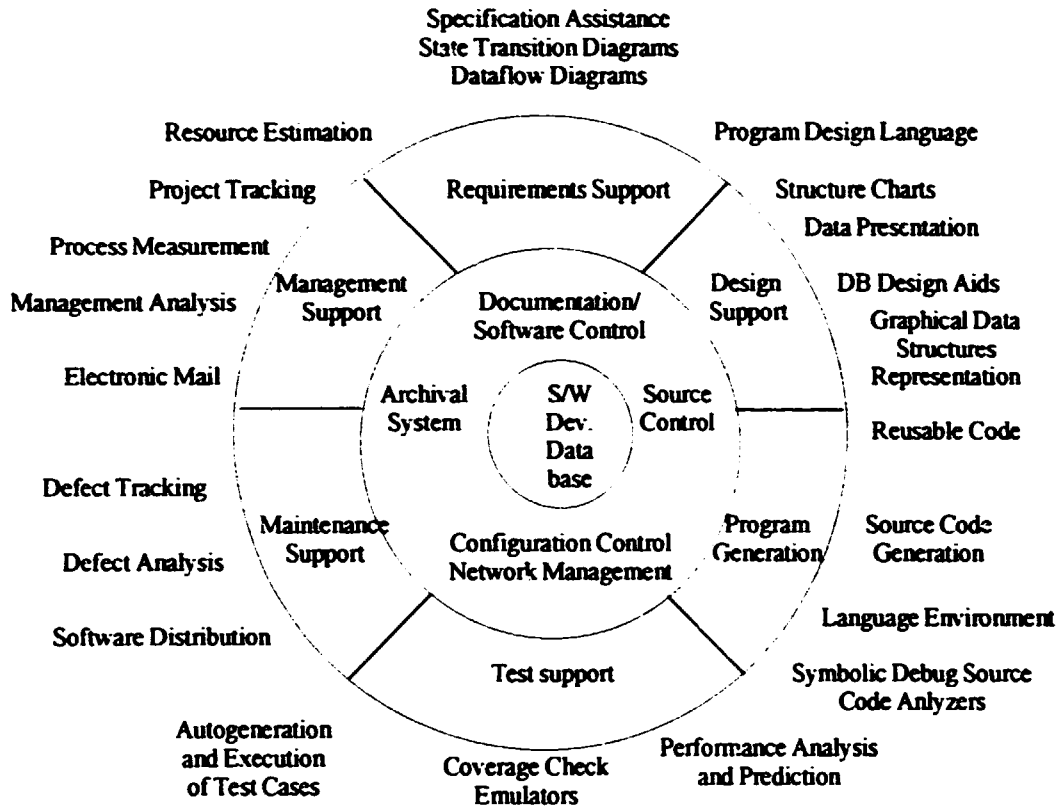 Specification Assistance
State Transition Diagrams
Dataflow Diagrams
Resource Estimation
Program Design Language
Project Tracking
Requirements Support
Structure Charts
Data Presentation
Process Measurement
Management Analysis
Management
Support
Documentation/
Software Control
Design
Support
DB Design Aids
Graphical Data
Structures
Representation
Electronic Mail
Archival
System
S/W
Dev.
Data
base
Source
Control
Reusable Code
Defect Tracking
Maintenance
Support
Configuration Control
Network Management
Program
Generation
Source Code
Generation
Defect Analysis
Software Distribution
Language Environment
Test support
Symbolic Debug Source
Code Anlyzers
Autogeneration
and Execution
of Test Cases
Coverage Check
Emulators
Performance Analysis
and Prediction